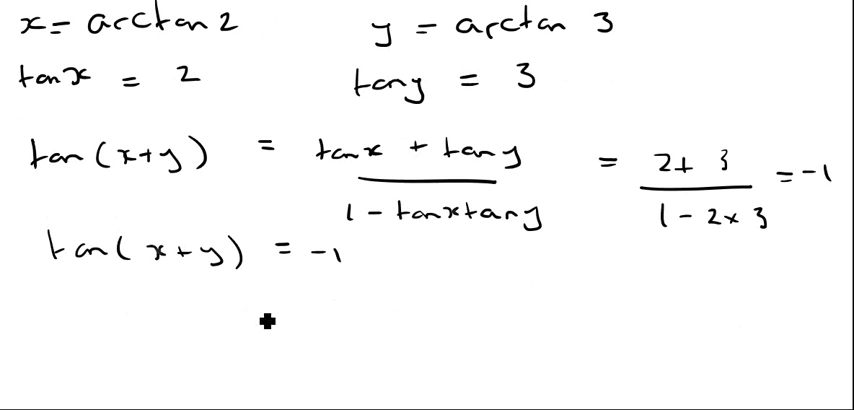 x = arctan 2 y = arctan 3
tan x = 2 tan y = 3
tan(x+y) = (tan x + tan y)/(1 - tan x tan y) = (2+3)/(1 - 2×3) = -1
tan(x+y) = -1